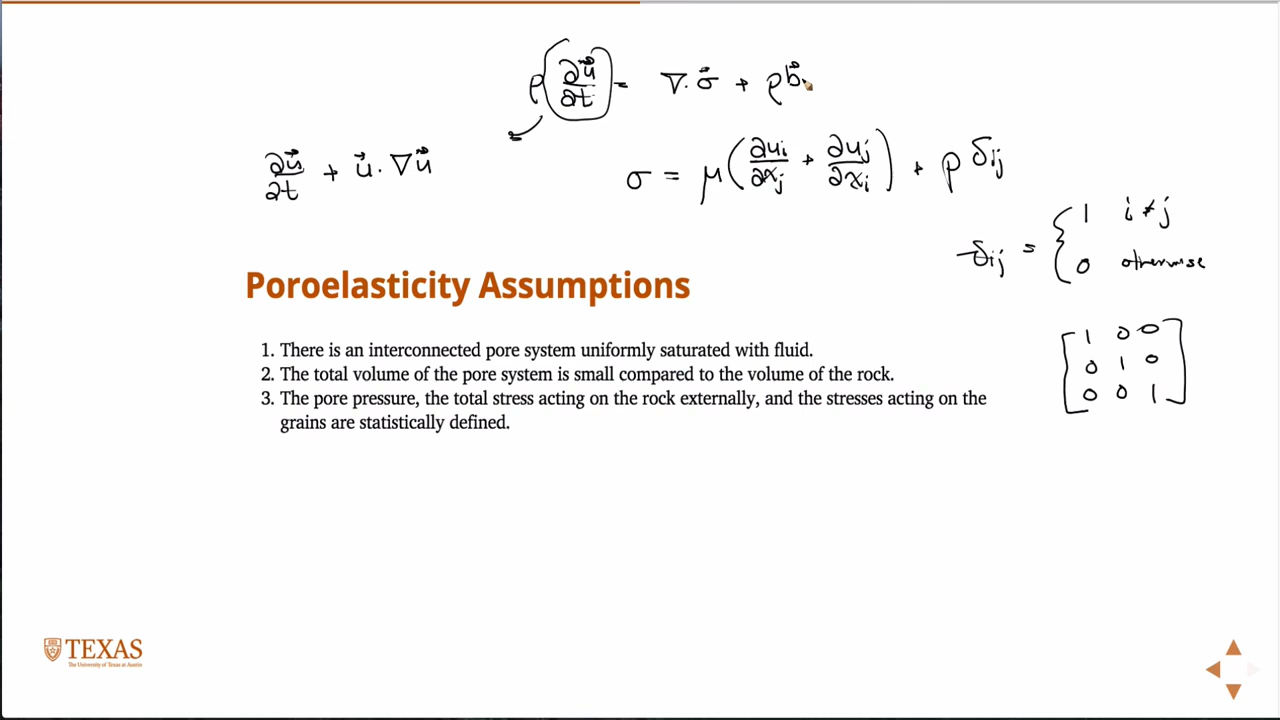 ρ(∂u⃗/∂t) = ∇·σ⃗ + ρb⃗
∂u⃗/∂t + u⃗·∇u⃗
σ = μ(∂uᵢ/∂xⱼ + ∂uⱼ/∂xᵢ) + p δij
δij = { 1 i ≠ j
0 otherwise
Poroelasticity Assumptions
1 0 0
0 1 0
0 0 1
1. There is an interconnected pore system uniformly saturated with fluid.
2. The total volume of the pore system is small compared to the volume of the rock.
3. The pore pressure, the total stress acting on the rock externally, and the stresses acting on the
grains are statistically defined.
TEXAS
The University of Texas at Austin